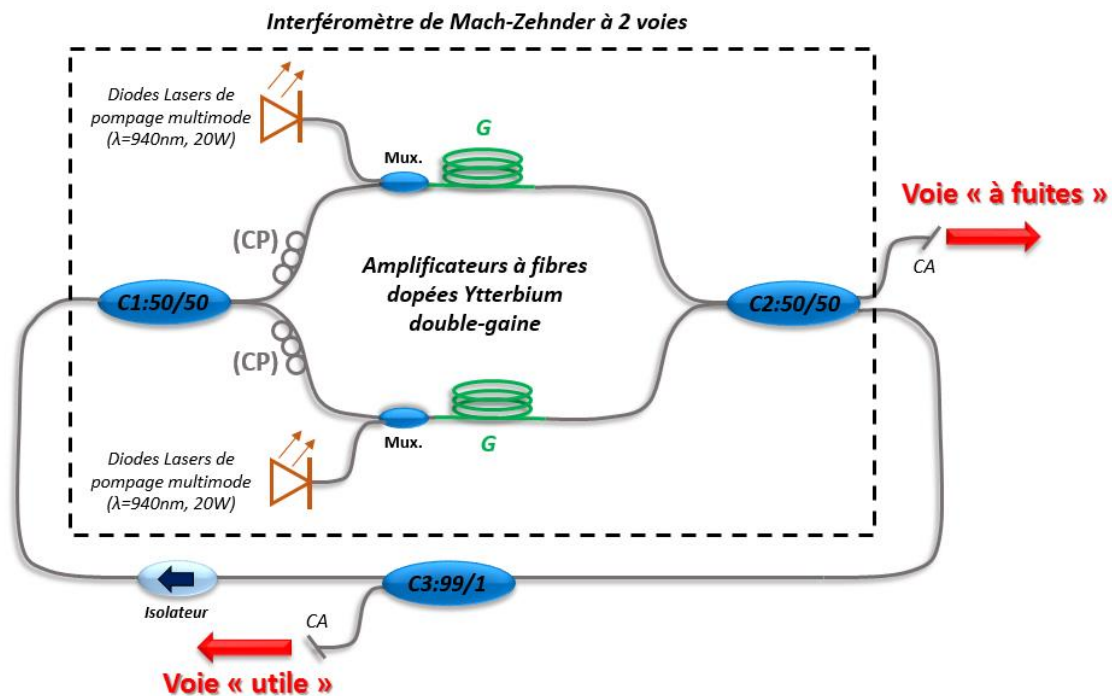 Interféromètre de Mach-Zehnder à 2 voies
Diodes Lasers de
pompage multimode
(λ=940nm, 20W)
G
Mux.
Voie « à fuites »
(CP)
CA
Amplificateurs à fibres
dopées Ytterbium
double-gaine
C1:50/50
C2:50/50
(CP)
Mux.
G
Diodes Lasers de
pompage multimode
(λ=940nm, 20W)
C3:99/1
Isolateur
CA
Voie « utile »